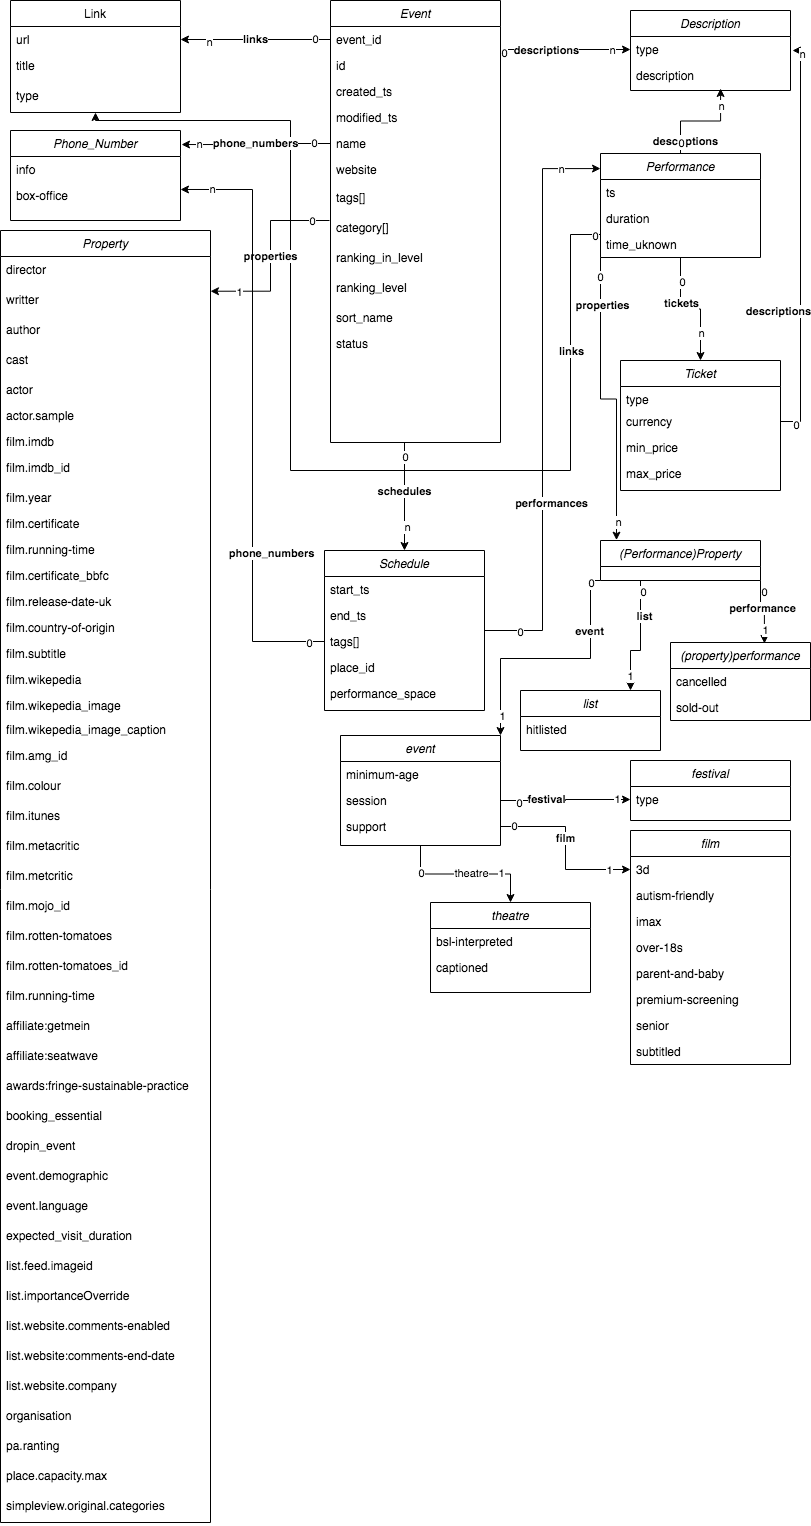 Link
url
title
type
Event
event_id
id
created_ts
modified_ts
name
website
tags[]
category[]
ranking_in_level
ranking_level
sort_name
status
Description
type
description
n links 0
0 descriptions n
n
Phone_Number
info
box-office
n phone_numbers 0
n
n
descriptions
0
Performance
ts
duration
time_uknown
n
0
properties
1
0
0
properties
0
tickets
n
descriptions
0
links
Ticket
type
currency
min_price
max_price
Property
director
writter
author
cast
actor
actor.sample
film.imdb
film.imdb_id
film.year
film.certificate
film.running-time
film.certificate_bbfc
film.release-date-uk
film.country-of-origin
film.subtitle
film.wikepedia
film.wikepedia_image
film.wikepedia_image_caption
film.amg_id
film.colour
film.itunes
film.metacritic
film.metcritic
film.mojo_id
film.rotten-tomatoes
film.rotten-tomatoes_id
film.running-time
affiliate:getmein
affiliate:seatwave
awards:fringe-sustainable-practice
booking_essential
dropin_event
event.demographic
event.language
expected_visit_duration
list.feed.imageid
list.importanceOverride
list.website.comments-enabled
list.website:comments-end-date
list.website.company
organisation
pa.ranting
place.capacity.max
simpleview.original.categories
0
schedules
n
performances
n
phone_numbers
0
0
Schedule
start_ts
end_ts
tags[]
place_id
performance_space
(Performance)Property
0
event
1
0
list
1
0
performance
1
(property)performance
cancelled
sold-out
list
hitlisted
event
minimum-age
session
support
0 festival 1
festival
type
0
film
1
film
3d
autism-friendly
imax
over-18s
parent-and-baby
premium-screening
senior
subtitled
0 theatre 1
theatre
bsl-interpreted
captioned